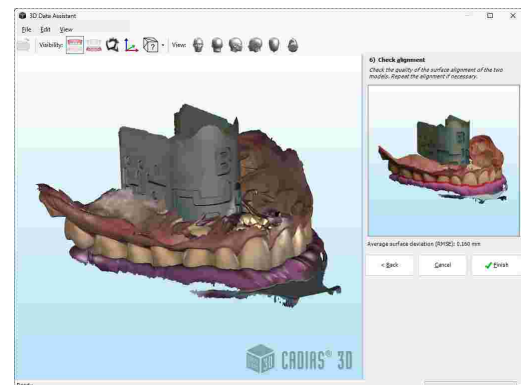 3D Data Assistant
File Edit View
Visibility: View:
6) Check alignment
Check the quality of the surface alignment of the two
models. Repeat the alignment if necessary.
Average surface deviation (RMSE): 0.160 mm
< Back Cancel Finish
CADIAS® 3D
Ready